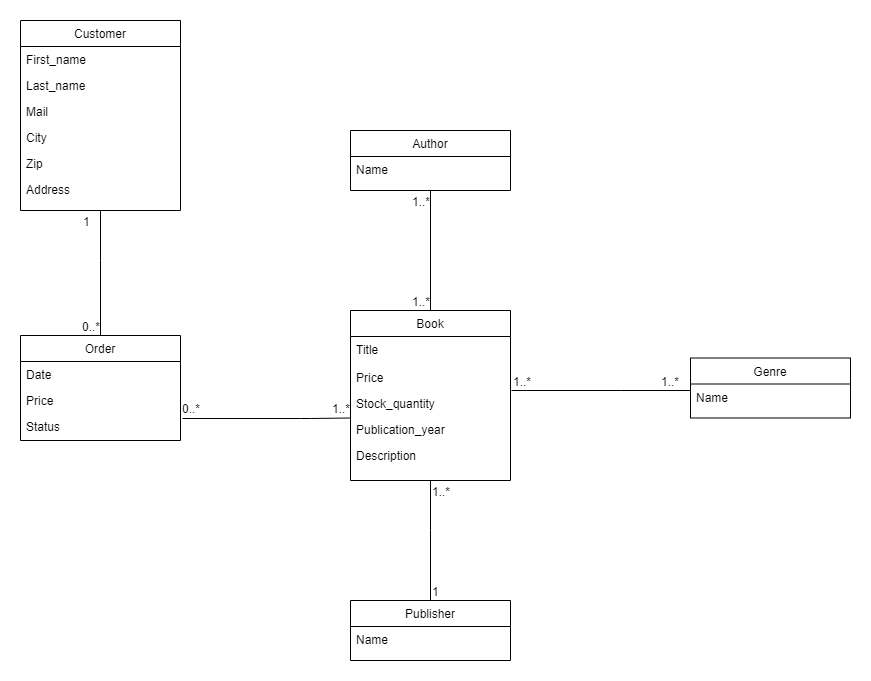 Customer
First_name
Last_name
Mail
City
Zip
Address
1
0..*
Order
Date
Price
Status
0..*
1..*
Author
Name
1..*
1..*
Book
Title
Price
Stock_quantity
Publication_year
Description
1..*
1..*
Genre
Name
1..*
1
Publisher
Name